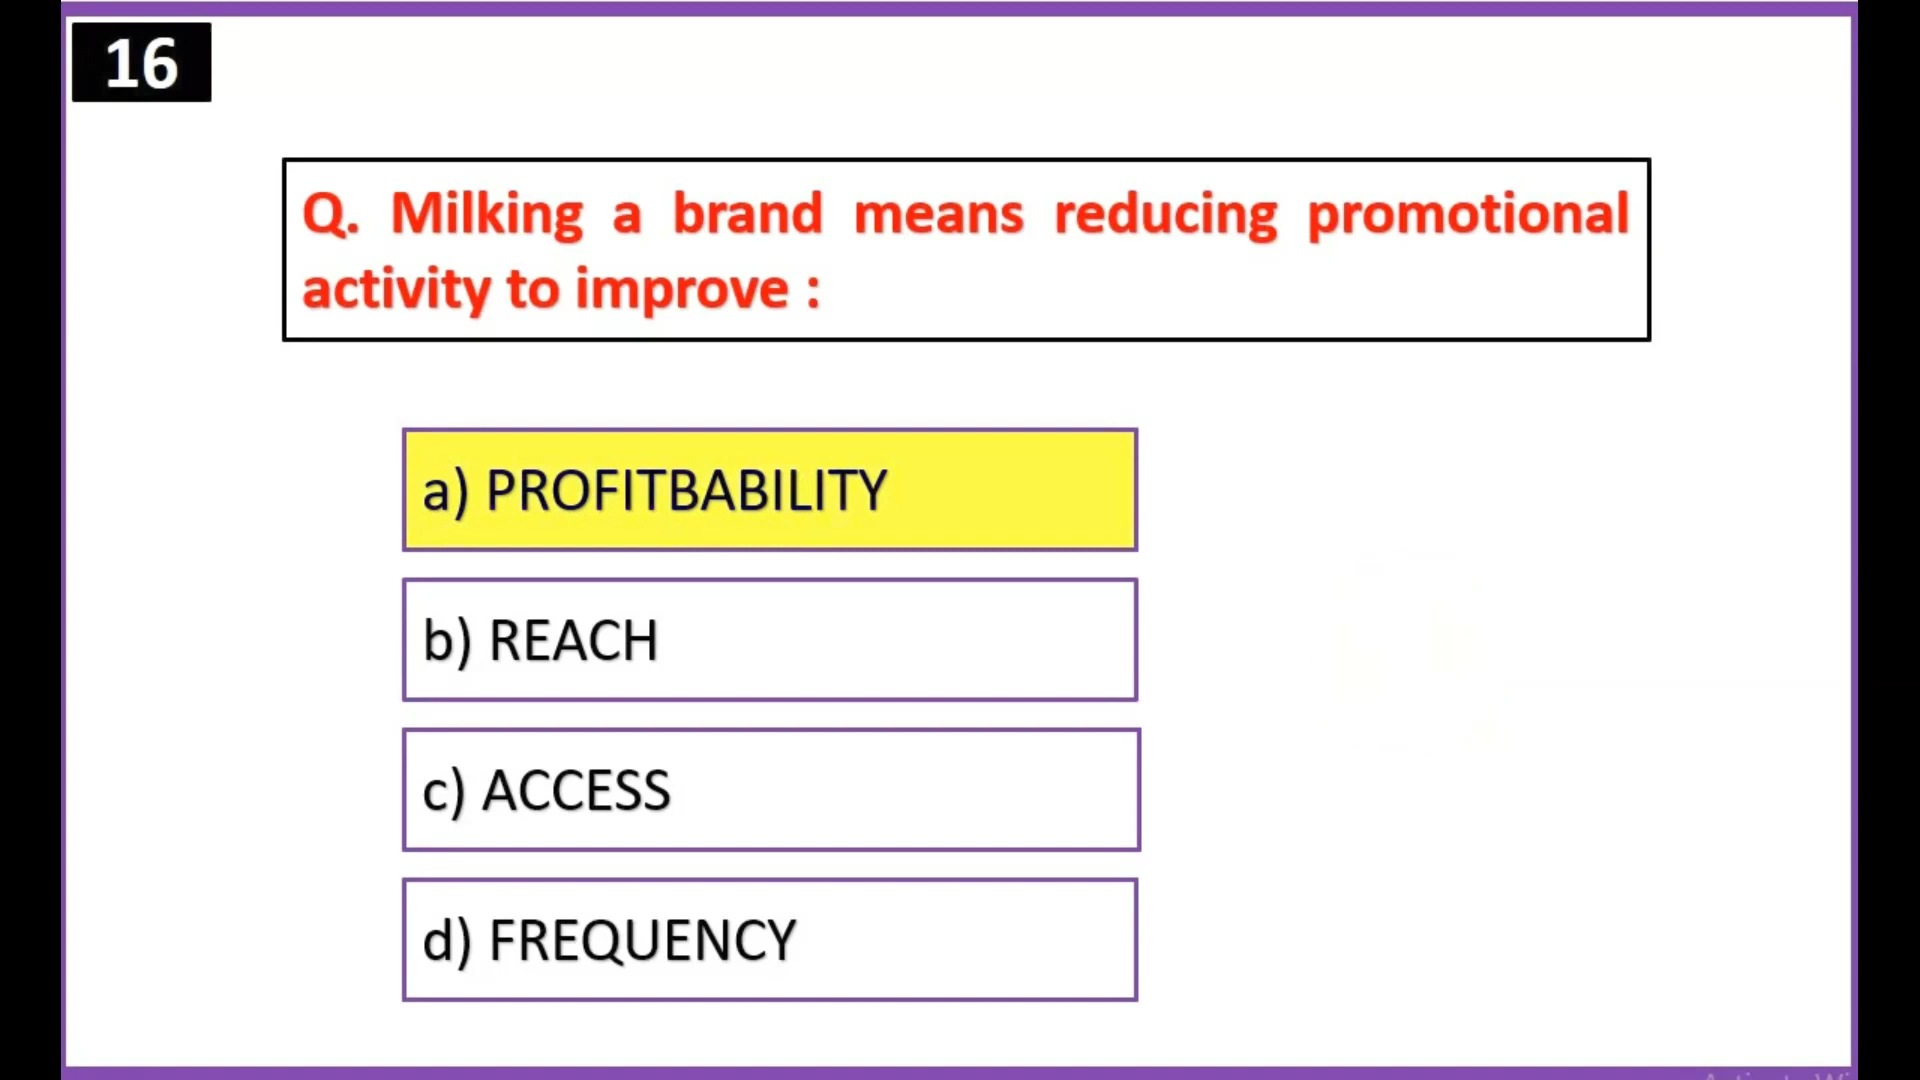 16
Q. Milking a brand means reducing promotional
activity to improve :
a) PROFITBABILITY
b) REACH
c) ACCESS
d) FREQUENCY